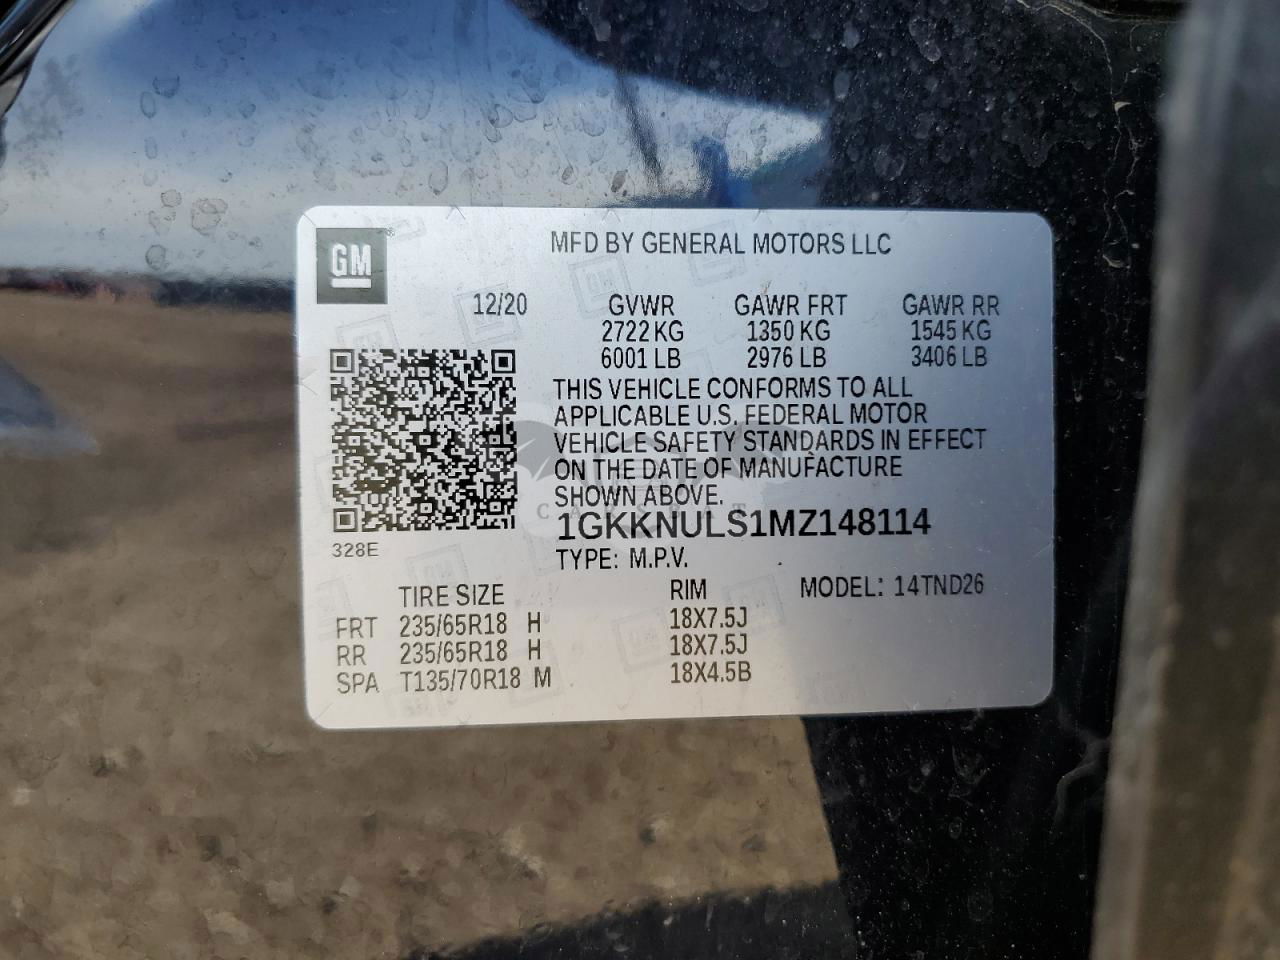 GM
MFD BY GENERAL MOTORS LLC
12/20 GVWR GAWR FRT GAWR RR
2722 KG 1350 KG 1545 KG
6001 LB 2976 LB 3406 LB
THIS VEHICLE CONFORMS TO ALL
APPLICABLE U.S. FEDERAL MOTOR
VEHICLE SAFETY STANDARDS IN EFFECT
ON THE DATE OF MANUFACTURE
SHOWN ABOVE.
1GKKNULS1MZ148114
328E
TYPE: M.P.V.
TIRE SIZE RIM MODEL: 14TND26
FRT 235/65R18 H 18X7.5J
RR 235/65R18 H 18X7.5J
SPA T135/70R18 M 18X4.5B